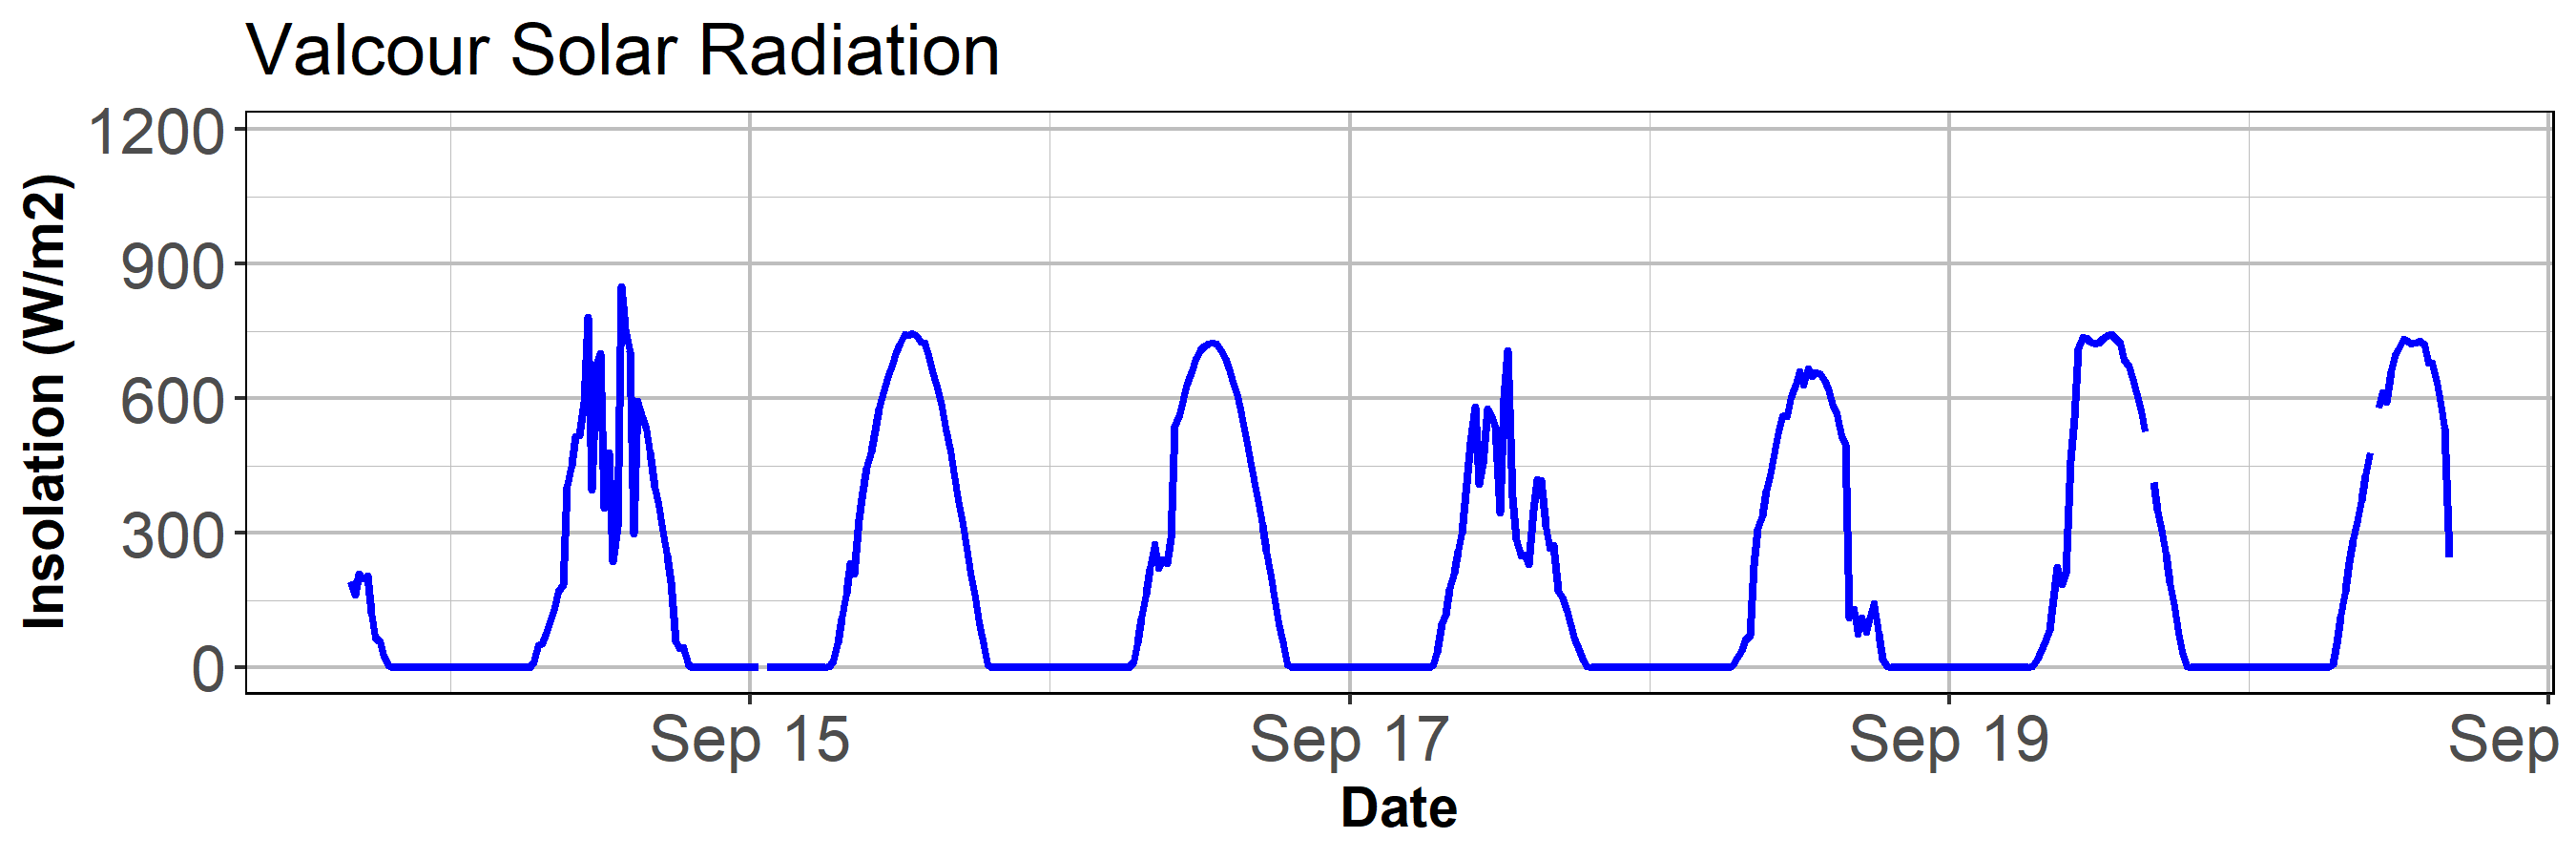 Valcour Solar Radiation
1200
900
600
300
0
Insolation (W/m2)
Sep 15
Sep 17
Sep 19
Sep
Date